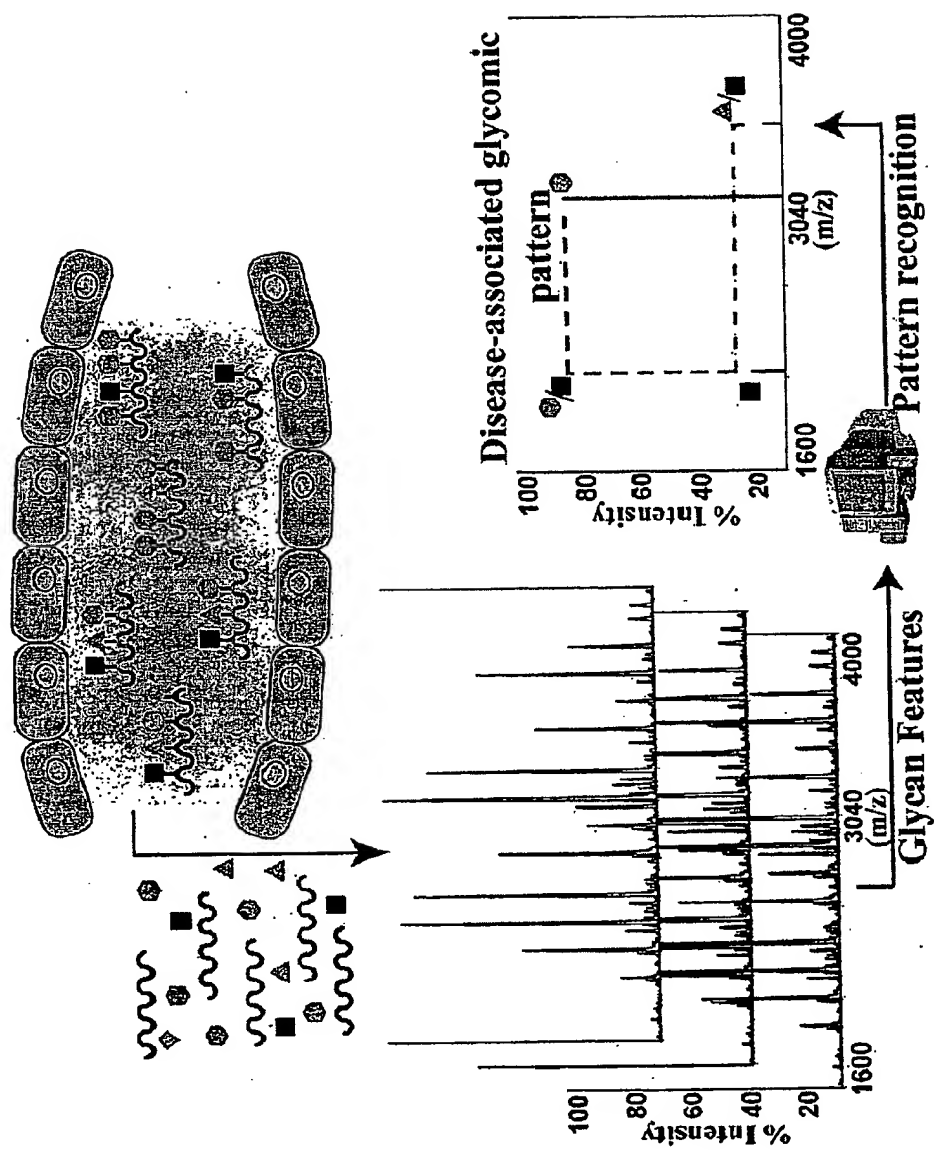 100
80
60
40
20
% Intensity
1600
3040
(m/z)
4000
Glycan Features
Disease-associated glycomic
pattern
100
80
60
40
20
% Intensity
1600
3040
(m/z)
4000
Pattern recognition